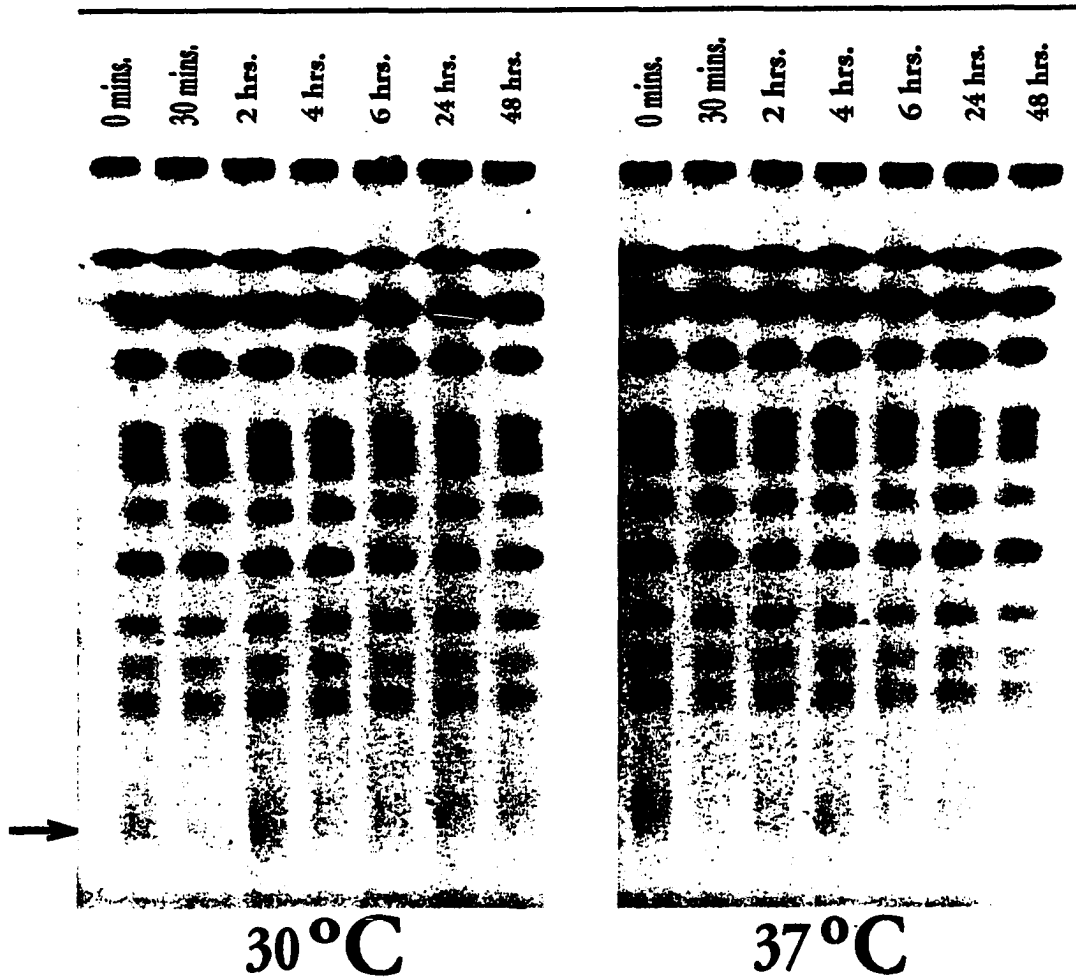 0 mins.
30 mins.
2 hrs.
4 hrs.
6 hrs.
24 hrs.
48 hrs.
0 mins.
30 mins.
2 hrs.
4 hrs.
6 hrs.
24 hrs.
48 hrs.
30 °C
37 °C